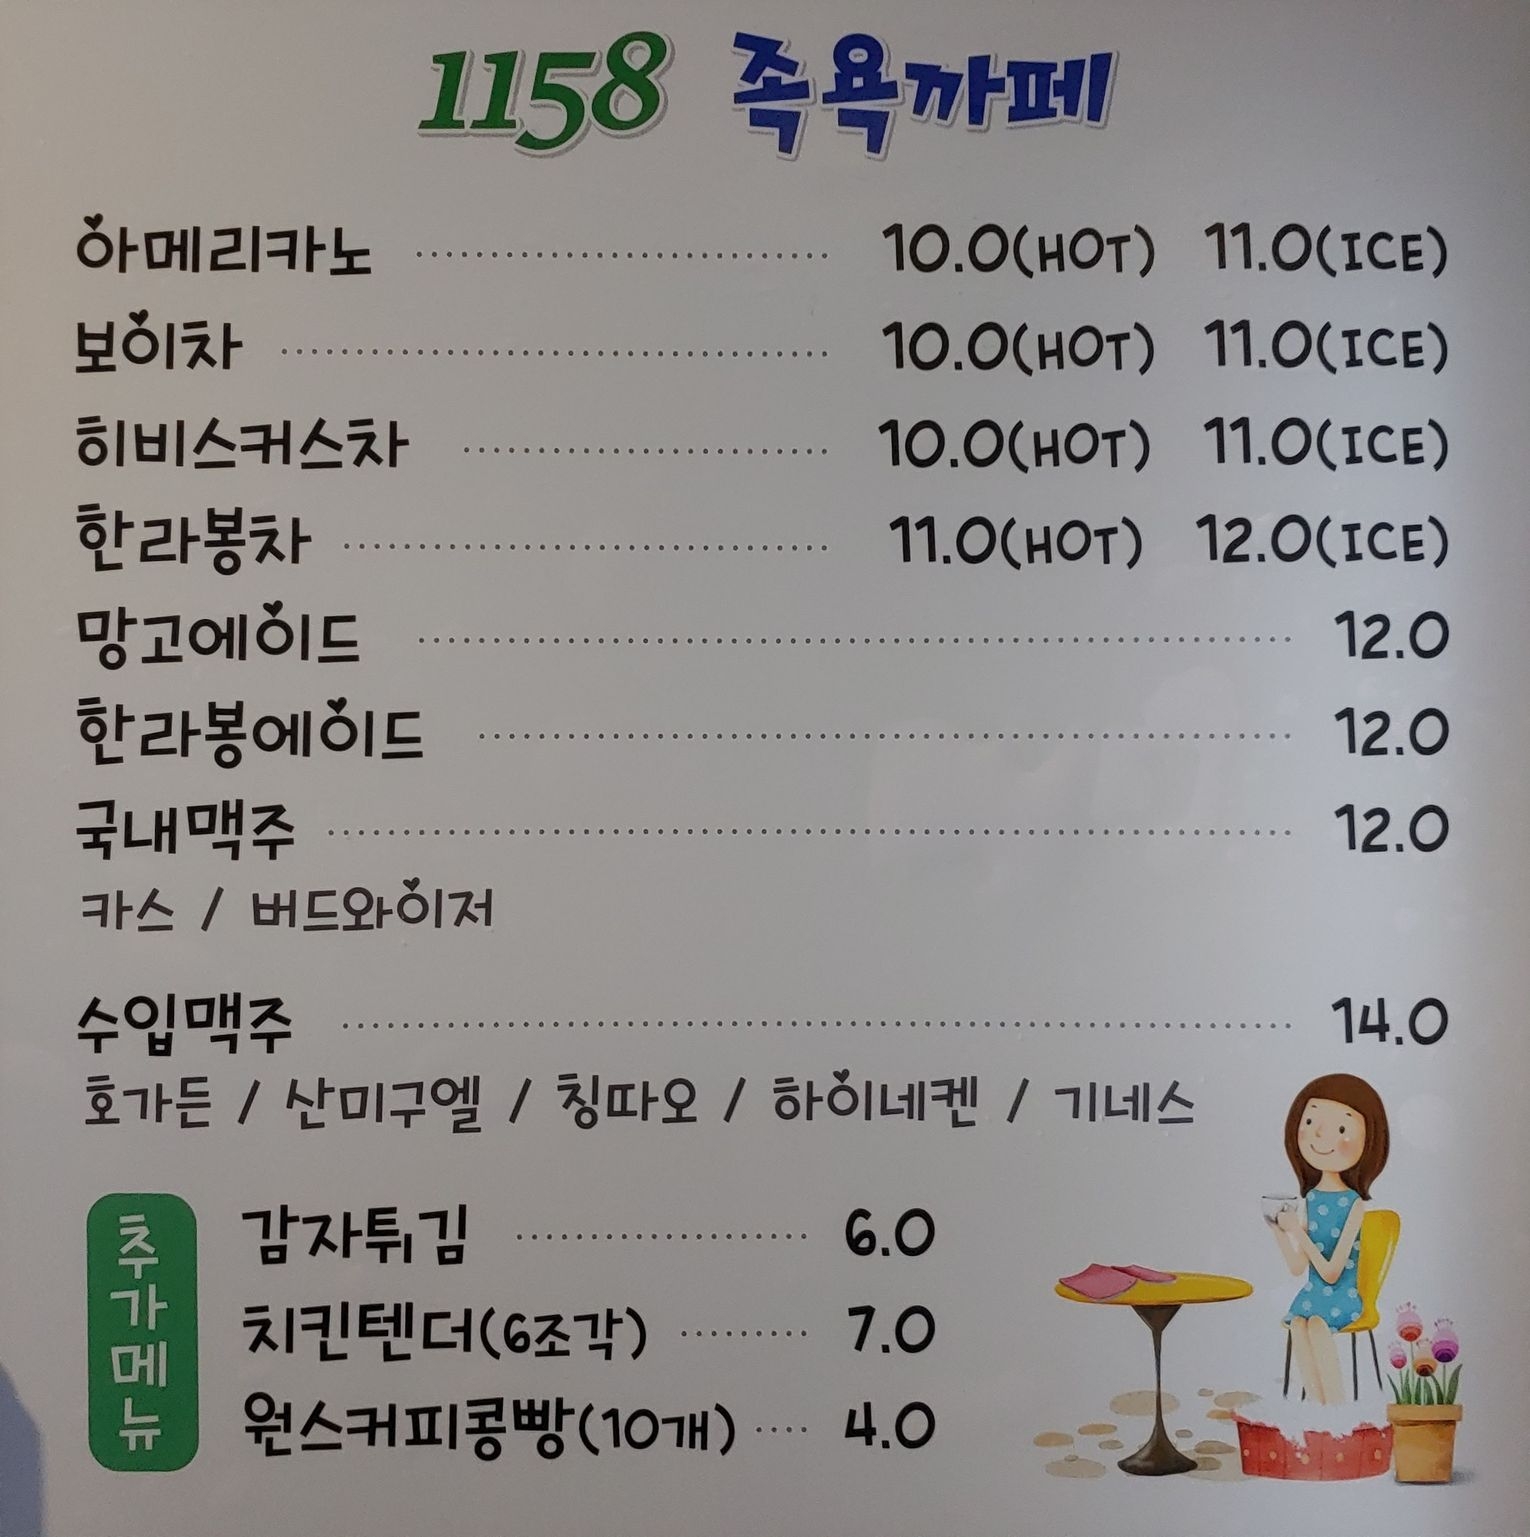 1158 족욕까페
아메리카노 10.0(HOT) 11.0(ICE)
보이차 10.0(HOT) 11.0(ICE)
히비스커스차 10.0(HOT) 11.0(ICE)
한라봉차 11.0(HOT) 12.0(ICE)
망고에이드 12.0
한라봉에이드 12.0
국내맥주 12.0
카스 / 버드와이저
수입맥주 14.0
호가든 / 산미구엘 / 칭따오 / 하이네켄 / 기네스
추가메뉴
감자튀김 6.0
치킨텐더(6조각) 7.0
원스커피콩빵(10개) 4.0